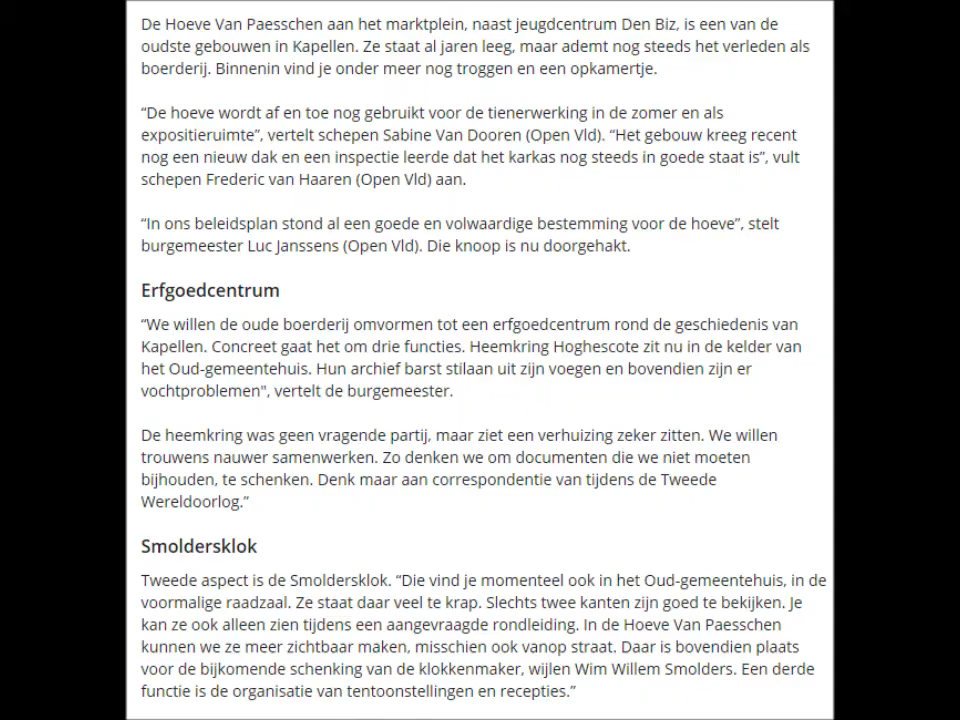 De Hoeve Van Paesschen aan het marktplein, naast jeugdcentrum Den Biz, is een van de
oudste gebouwen in Kapellen. Ze staat al jaren leeg, maar ademt nog steeds het verleden als
boerderij. Binnenin vind je onder meer nog troggen en een opkamertje.
“De hoeve wordt af en toe nog gebruikt voor de tienerwerking in de zomer en als
expositieruimte”, vertelt schepen Sabine Van Dooren (Open Vld). “Het gebouw kreeg recent
nog een nieuw dak en een inspectie leerde dat het karkas nog steeds in goede staat is”, vult
schepen Frederic van Haaren (Open Vld) aan.
“In ons beleidsplan stond al een goede en volwaardige bestemming voor de hoeve”, stelt
burgemeester Luc Janssens (Open Vld). Die knoop is nu doorgehakt.
Erfgoedcentrum
“We willen de oude boerderij omvormen tot een erfgoedcentrum rond de geschiedenis van
Kapellen. Concreet gaat het om drie functies. Heemkring Hoghescote zit nu in de kelder van
het Oud-gemeentehuis. Hun archief barst stilaan uit zijn voegen en bovendien zijn er
vochtproblemen", vertelt de burgemeester.
De heemkring was geen vragende partij, maar ziet een verhuizing zeker zitten. We willen
trouwens nauwer samenwerken. Zo denken we om documenten die we niet moeten
bijhouden, te schenken. Denk maar aan correspondentie van tijdens de Tweede
Wereldoorlog.”
Smoldersklok
Tweede aspect is de Smoldersklok. “Die vind je momenteel ook in het Oud-gemeentehuis, in de
voormalige raadzaal. Ze staat daar veel te krap. Slechts twee kanten zijn goed te bekijken. Je
kan ze ook alleen zien tijdens een aangevraagde rondleiding. In de Hoeve Van Paesschen
kunnen we ze meer zichtbaar maken, misschien ook vanop straat. Daar is bovendien plaats
voor de bijkomende schenking van de klokkenmaker, wijlen Wim Willem Smolders. Een derde
functie is de organisatie van tentoonstellingen en recepties.”